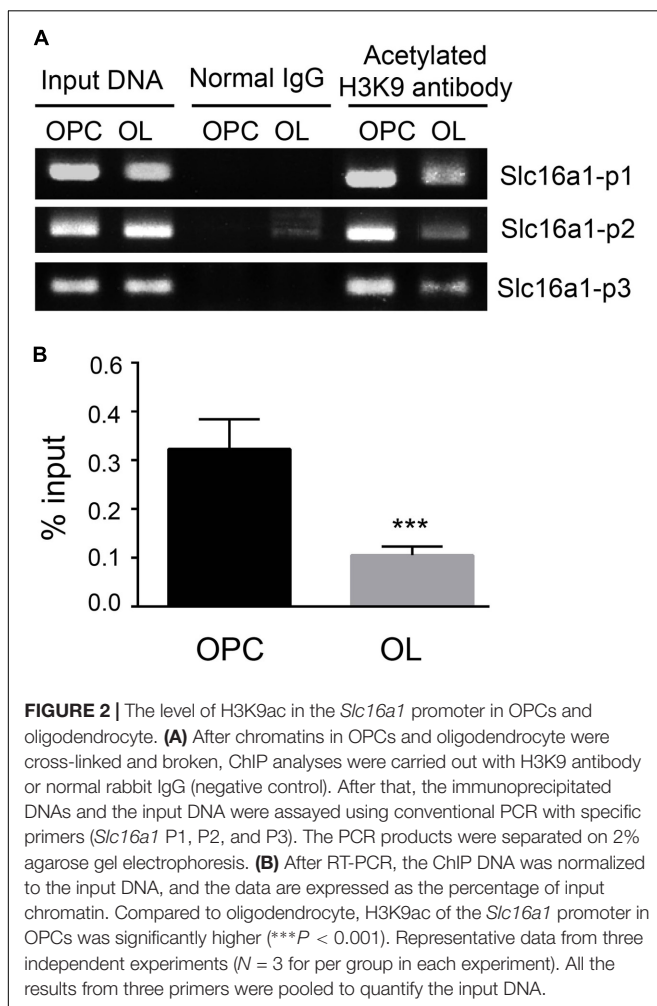 A
Input DNA Normal IgG Acetylated H3K9 antibody
OPC OL OPC OL OPC OL
Slc16a1-p1
Slc16a1-p2
Slc16a1-p3
B
% input
0.6
0.4
0.3
0.2
0.1
0.0
***
OPC OL
FIGURE 2 | The level of H3K9ac in the Slc16a1 promoter in OPCs and
oligodendrocyte. (A) After chromatins in OPCs and oligodendrocyte were
cross-linked and broken, ChIP analyses were carried out with H3K9 antibody
or normal rabbit IgG (negative control). After that, the immunoprecipitated
DNAs and the input DNA were assayed using conventional PCR with specific
primers (Slc16a1 P1, P2, and P3). The PCR products were separated on 2%
agarose gel electrophoresis. (B) After RT-PCR, the ChIP DNA was normalized
to the input DNA, and the data are expressed as the percentage of input
chromatin. Compared to oligodendrocyte, H3K9ac of the Slc16a1 promoter in
OPCs was significantly higher (***P < 0.001). Representative data from three
independent experiments (N = 3 for per group in each experiment). All the
results from three primers were pooled to quantify the input DNA.